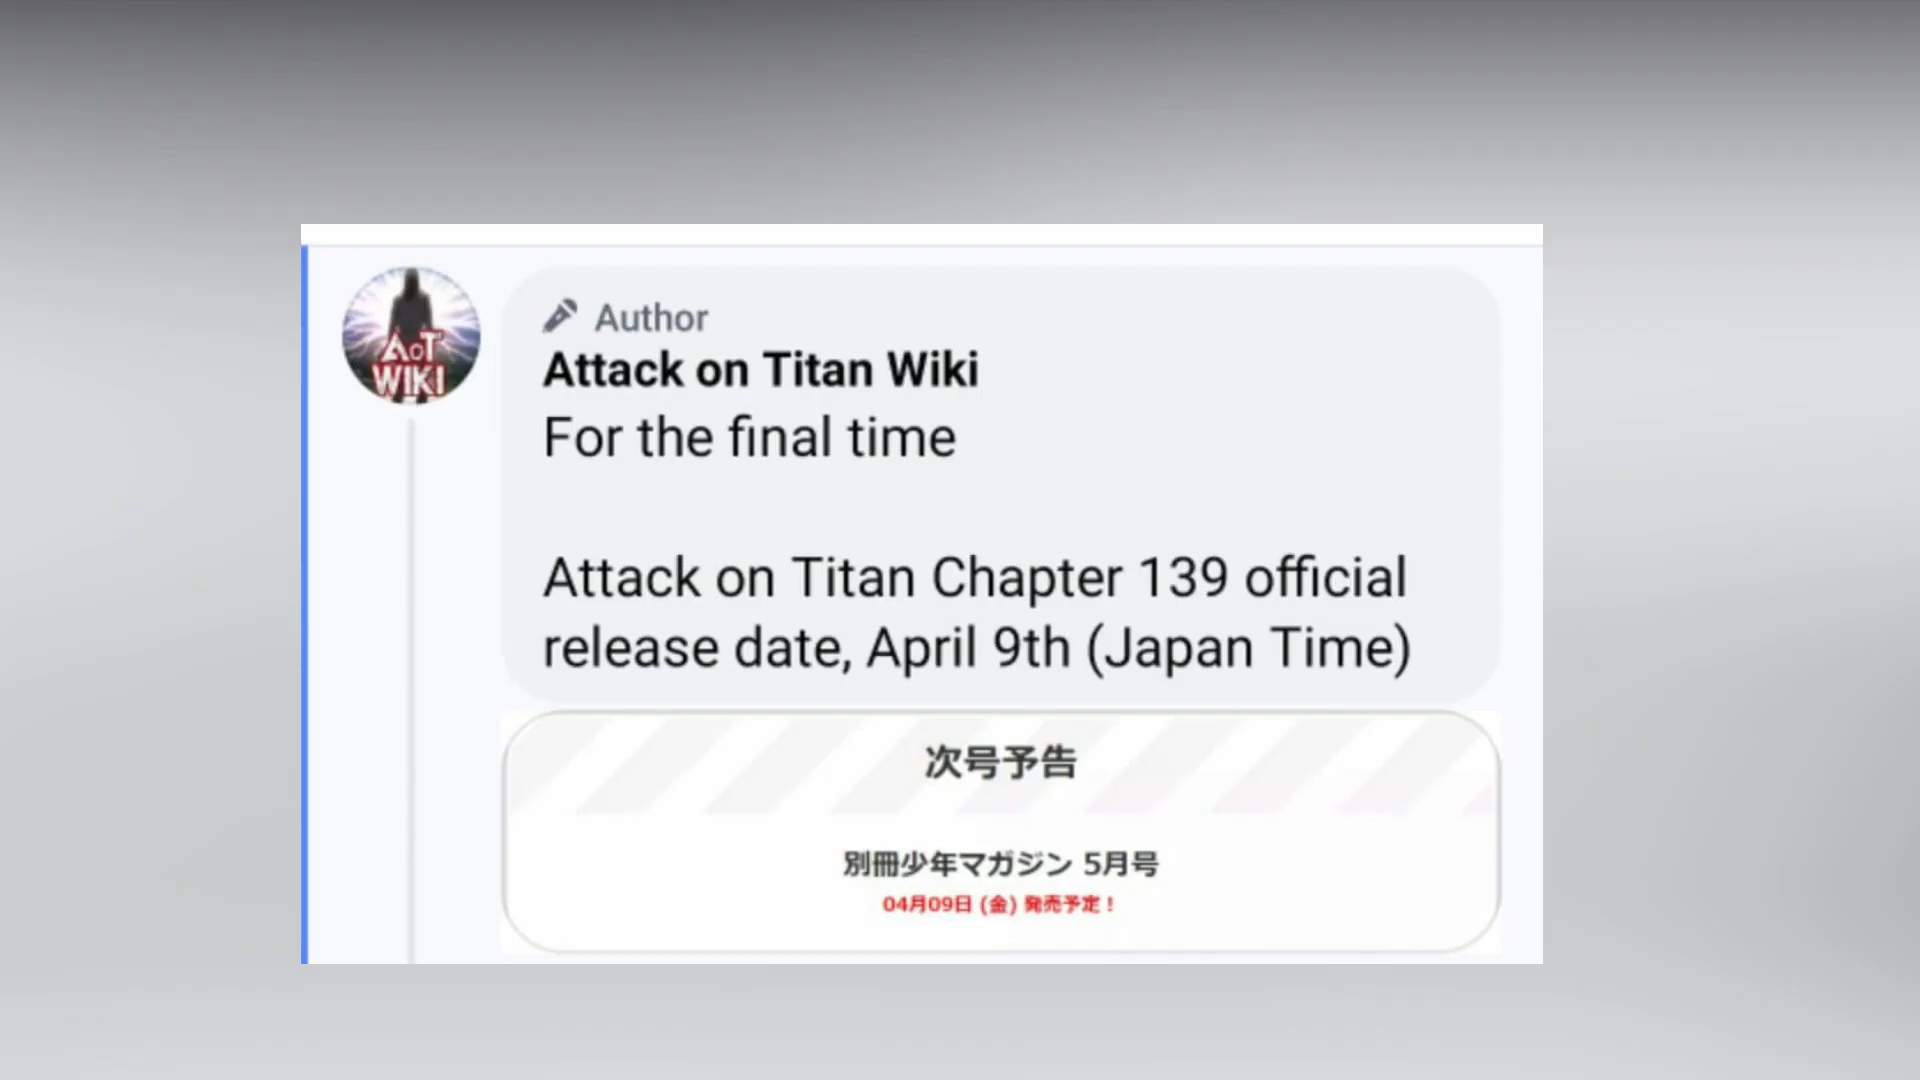 AoT
WIKI
Author
Attack on Titan Wiki
For the final time
Attack on Titan Chapter 139 official
release date, April 9th (Japan Time)
次号予告
別冊少年マガジン 5月号
04月09日 (金) 発売予定！